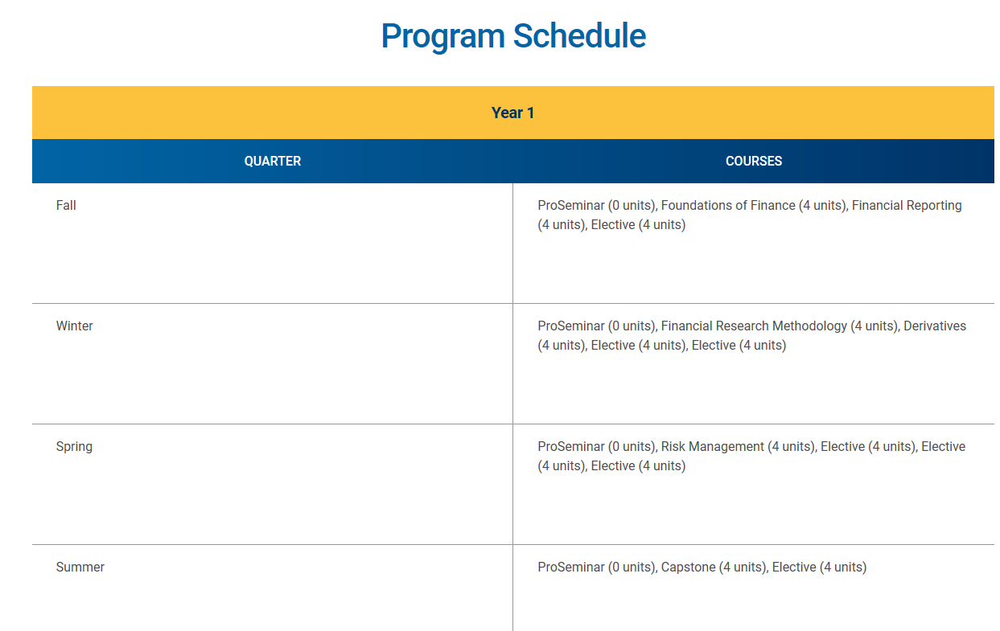 Program Schedule
Year 1
QUARTER COURSES
Fall
ProSeminar (0 units), Foundations of Finance (4 units), Financial Reporting
(4 units), Elective (4 units)
Winter
ProSeminar (0 units), Financial Research Methodology (4 units), Derivatives
(4 units), Elective (4 units), Elective (4 units)
Spring
ProSeminar (0 units), Risk Management (4 units), Elective (4 units), Elective
(4 units), Elective (4 units)
Summer
ProSeminar (0 units), Capstone (4 units), Elective (4 units)